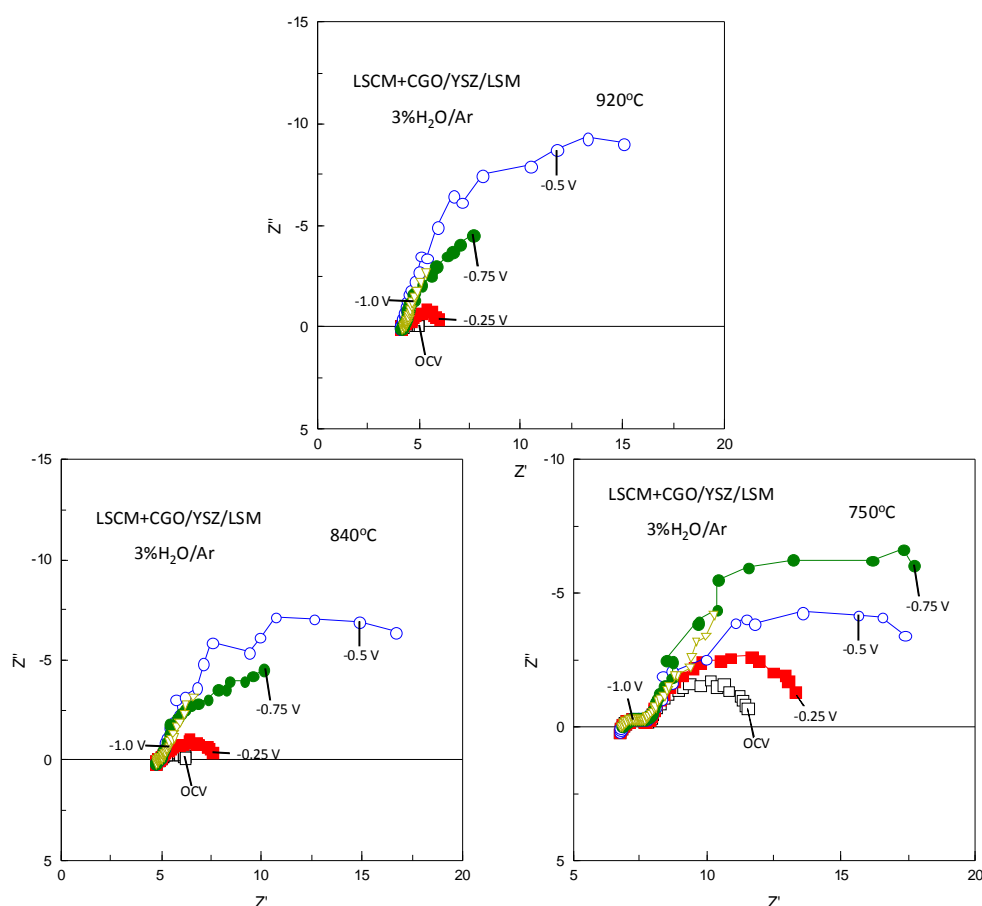 -15
LSCM+CGO/YSZ/LSM
920°C
3%H₂O/Ar
-10
-0.5 V
Z''
-5
-0.75 V
-1.0 V
0
-0.25 V
OCV
5
0 5 10 15 20
Z'
-15
LSCM+CGO/YSZ/LSM
840°C
3%H₂O/Ar
-10
-0.5 V
Z''
-5
-0.75 V
-1.0 V
0
-0.25 V
OCV
5
0 5 10 15 20
Z'
-10
LSCM+CGO/YSZ/LSM
750°C
3%H₂O/Ar
-0.75 V
-5
-0.5 V
Z''
-1.0 V
-0.25 V
0
OCV
5
5 10 15 20
Z'